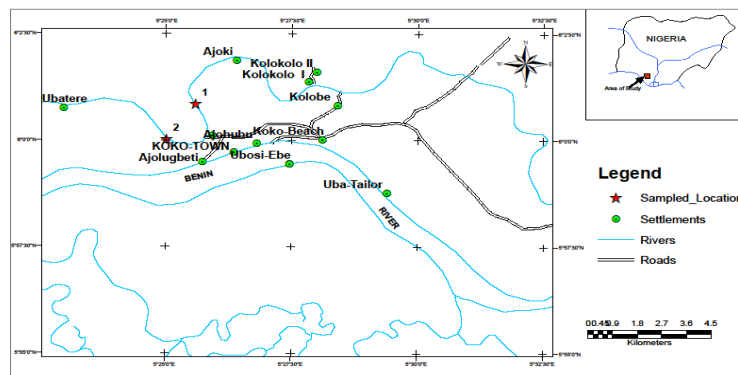 5°25'0"E 5°27'30"E 5°30'0"E 5°32'30"E
6°2'30"N 6°2'30"N
NIGERIA
Area of Study
Ajoki
Kolokolo II
Kolokolo I
Ubatere
1
Kolobe
2
Alohubu
Koko-Beach
6°0'0"N 6°0'0"N
KOKO-TOWN
Ajolugbeti
Ubosi-Ebe
BENIN
Uba-Tailor
RIVER
Legend
Sampled_Location
Settlements
Rivers
Roads
5°57'30"N 5°57'30"N
0 0.45 0.9 1.8 2.7 3.6 4.5
Kilometers
5°55'0"N 5°55'0"N
5°25'0"E 5°27'30"E 5°30'0"E 5°32'30"E